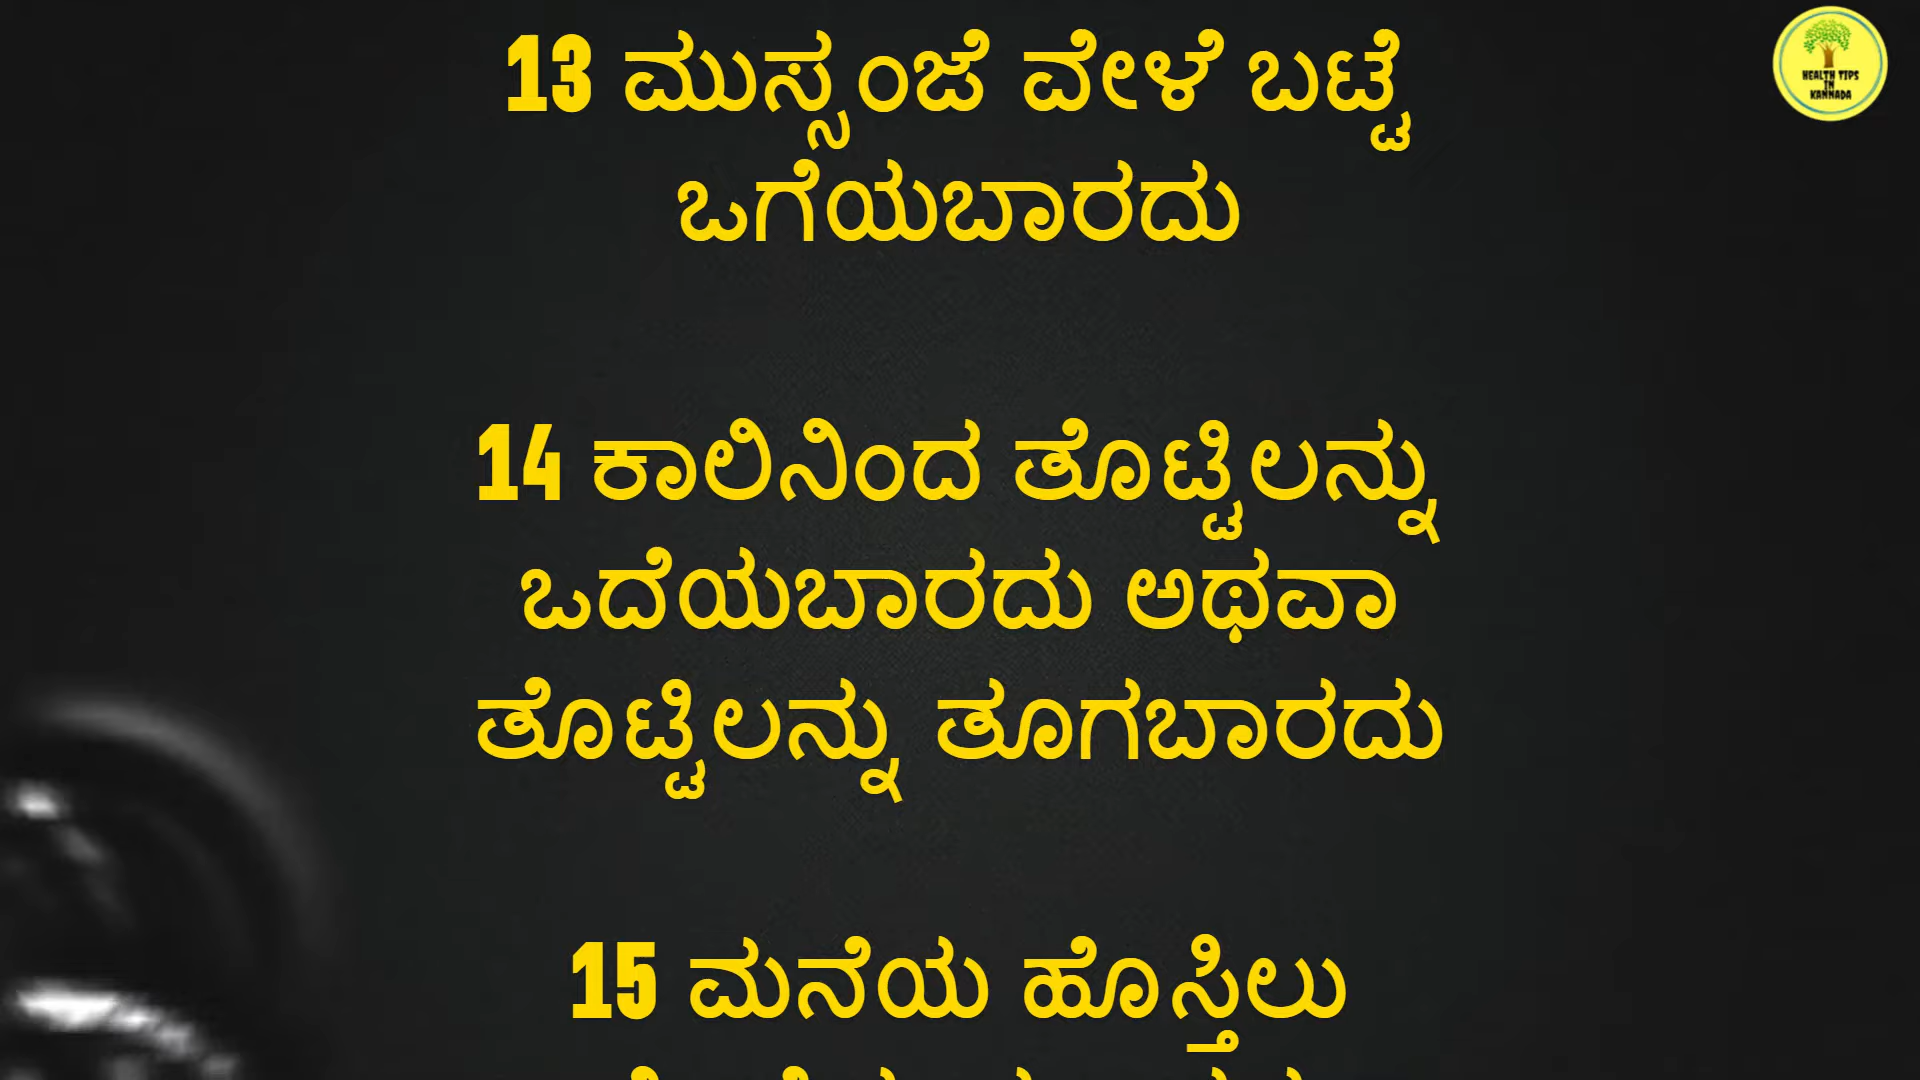 13 ಮುಸ್ಸಂಜೆ ವೇಳೆ ಬಟ್ಟೆ
ಒಗೆಯಬಾರದು
14 ಕಾಲಿನಿಂದ ತೊಟ್ಟಿಲನ್ನು
ಒದೆಯಬಾರದು ಅಥವಾ
ತೊಟ್ಟಿಲನ್ನು ತೂಗಬಾರದು
15 ಮನೆಯ ಹೊಸ್ತಿಲು
HEALTH TIPS
IN
KANNADA